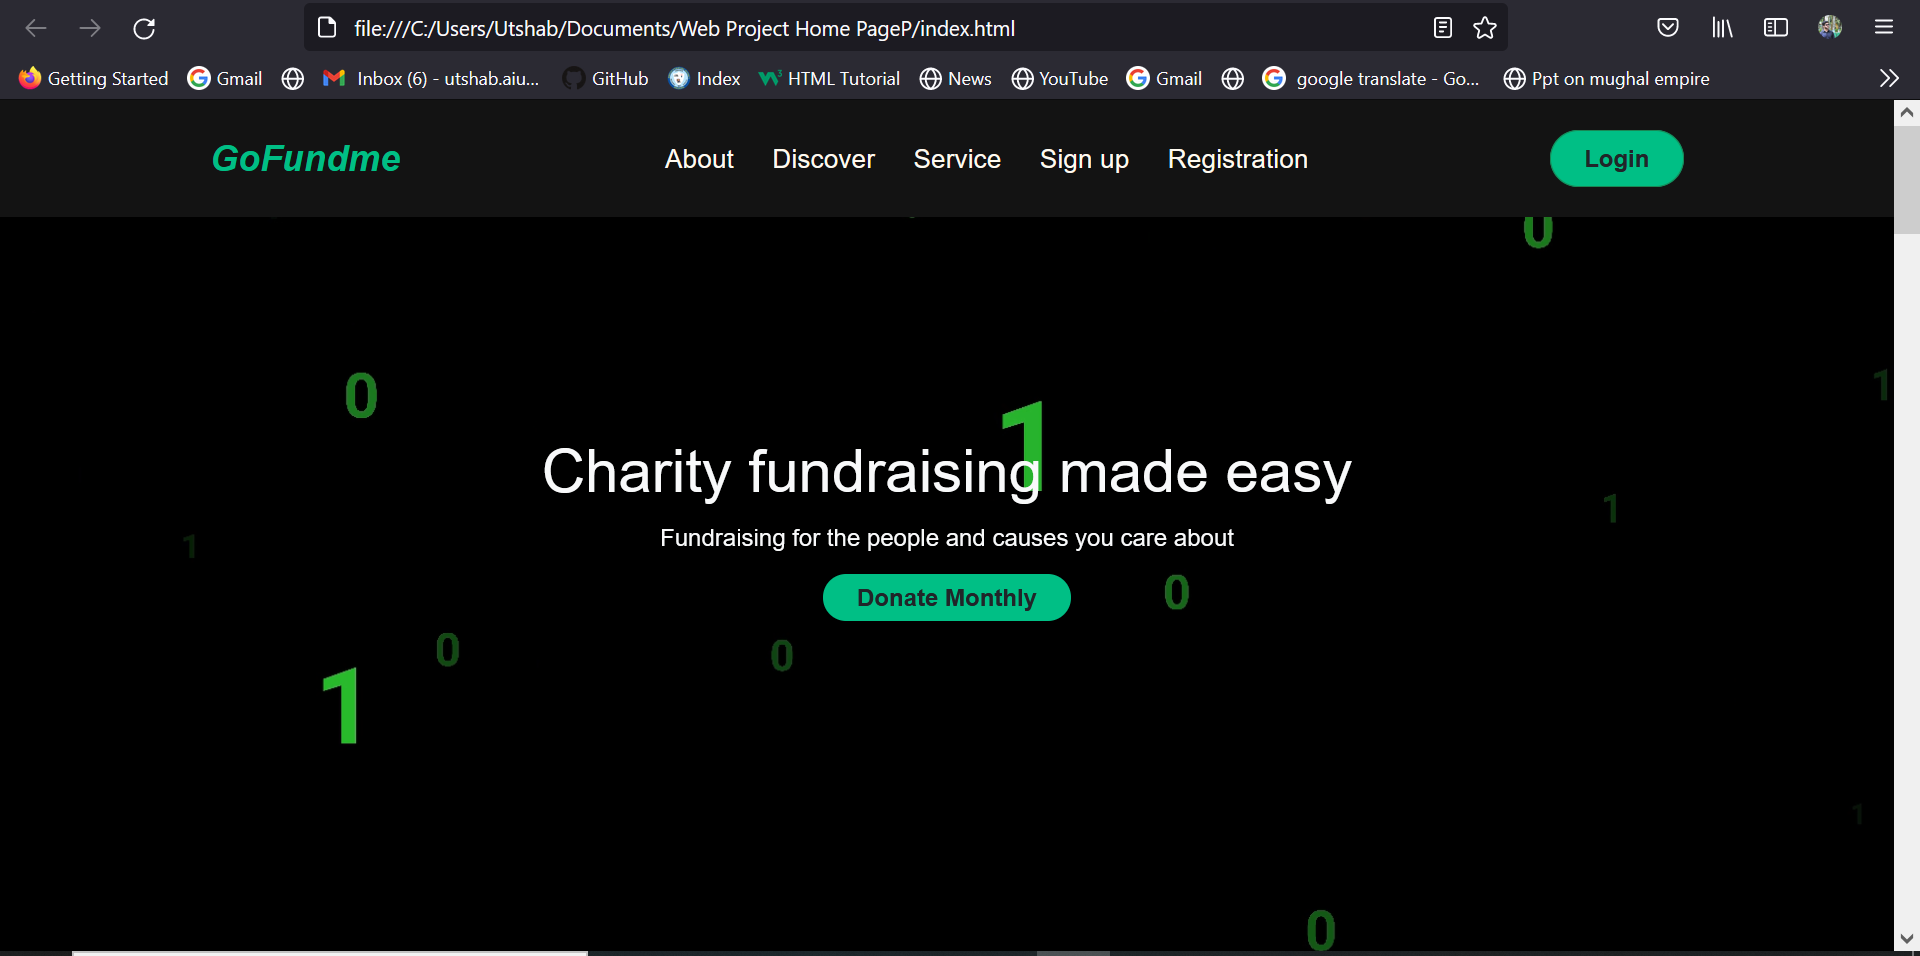 file:///C:/Users/Utshab/Documents/Web Project Home PageP/index.html
Getting Started Gmail Inbox (6) - utshab.aiu... GitHub Index W3 HTML Tutorial News YouTube Gmail google translate - Go... Ppt on mughal empire
GoFundme About Discover Service Sign up Registration Login
0
0
1
1
Charity fundraising made easy
1
Fundraising for the people and causes you care about
1
Donate Monthly
0
0
0
1
1
0